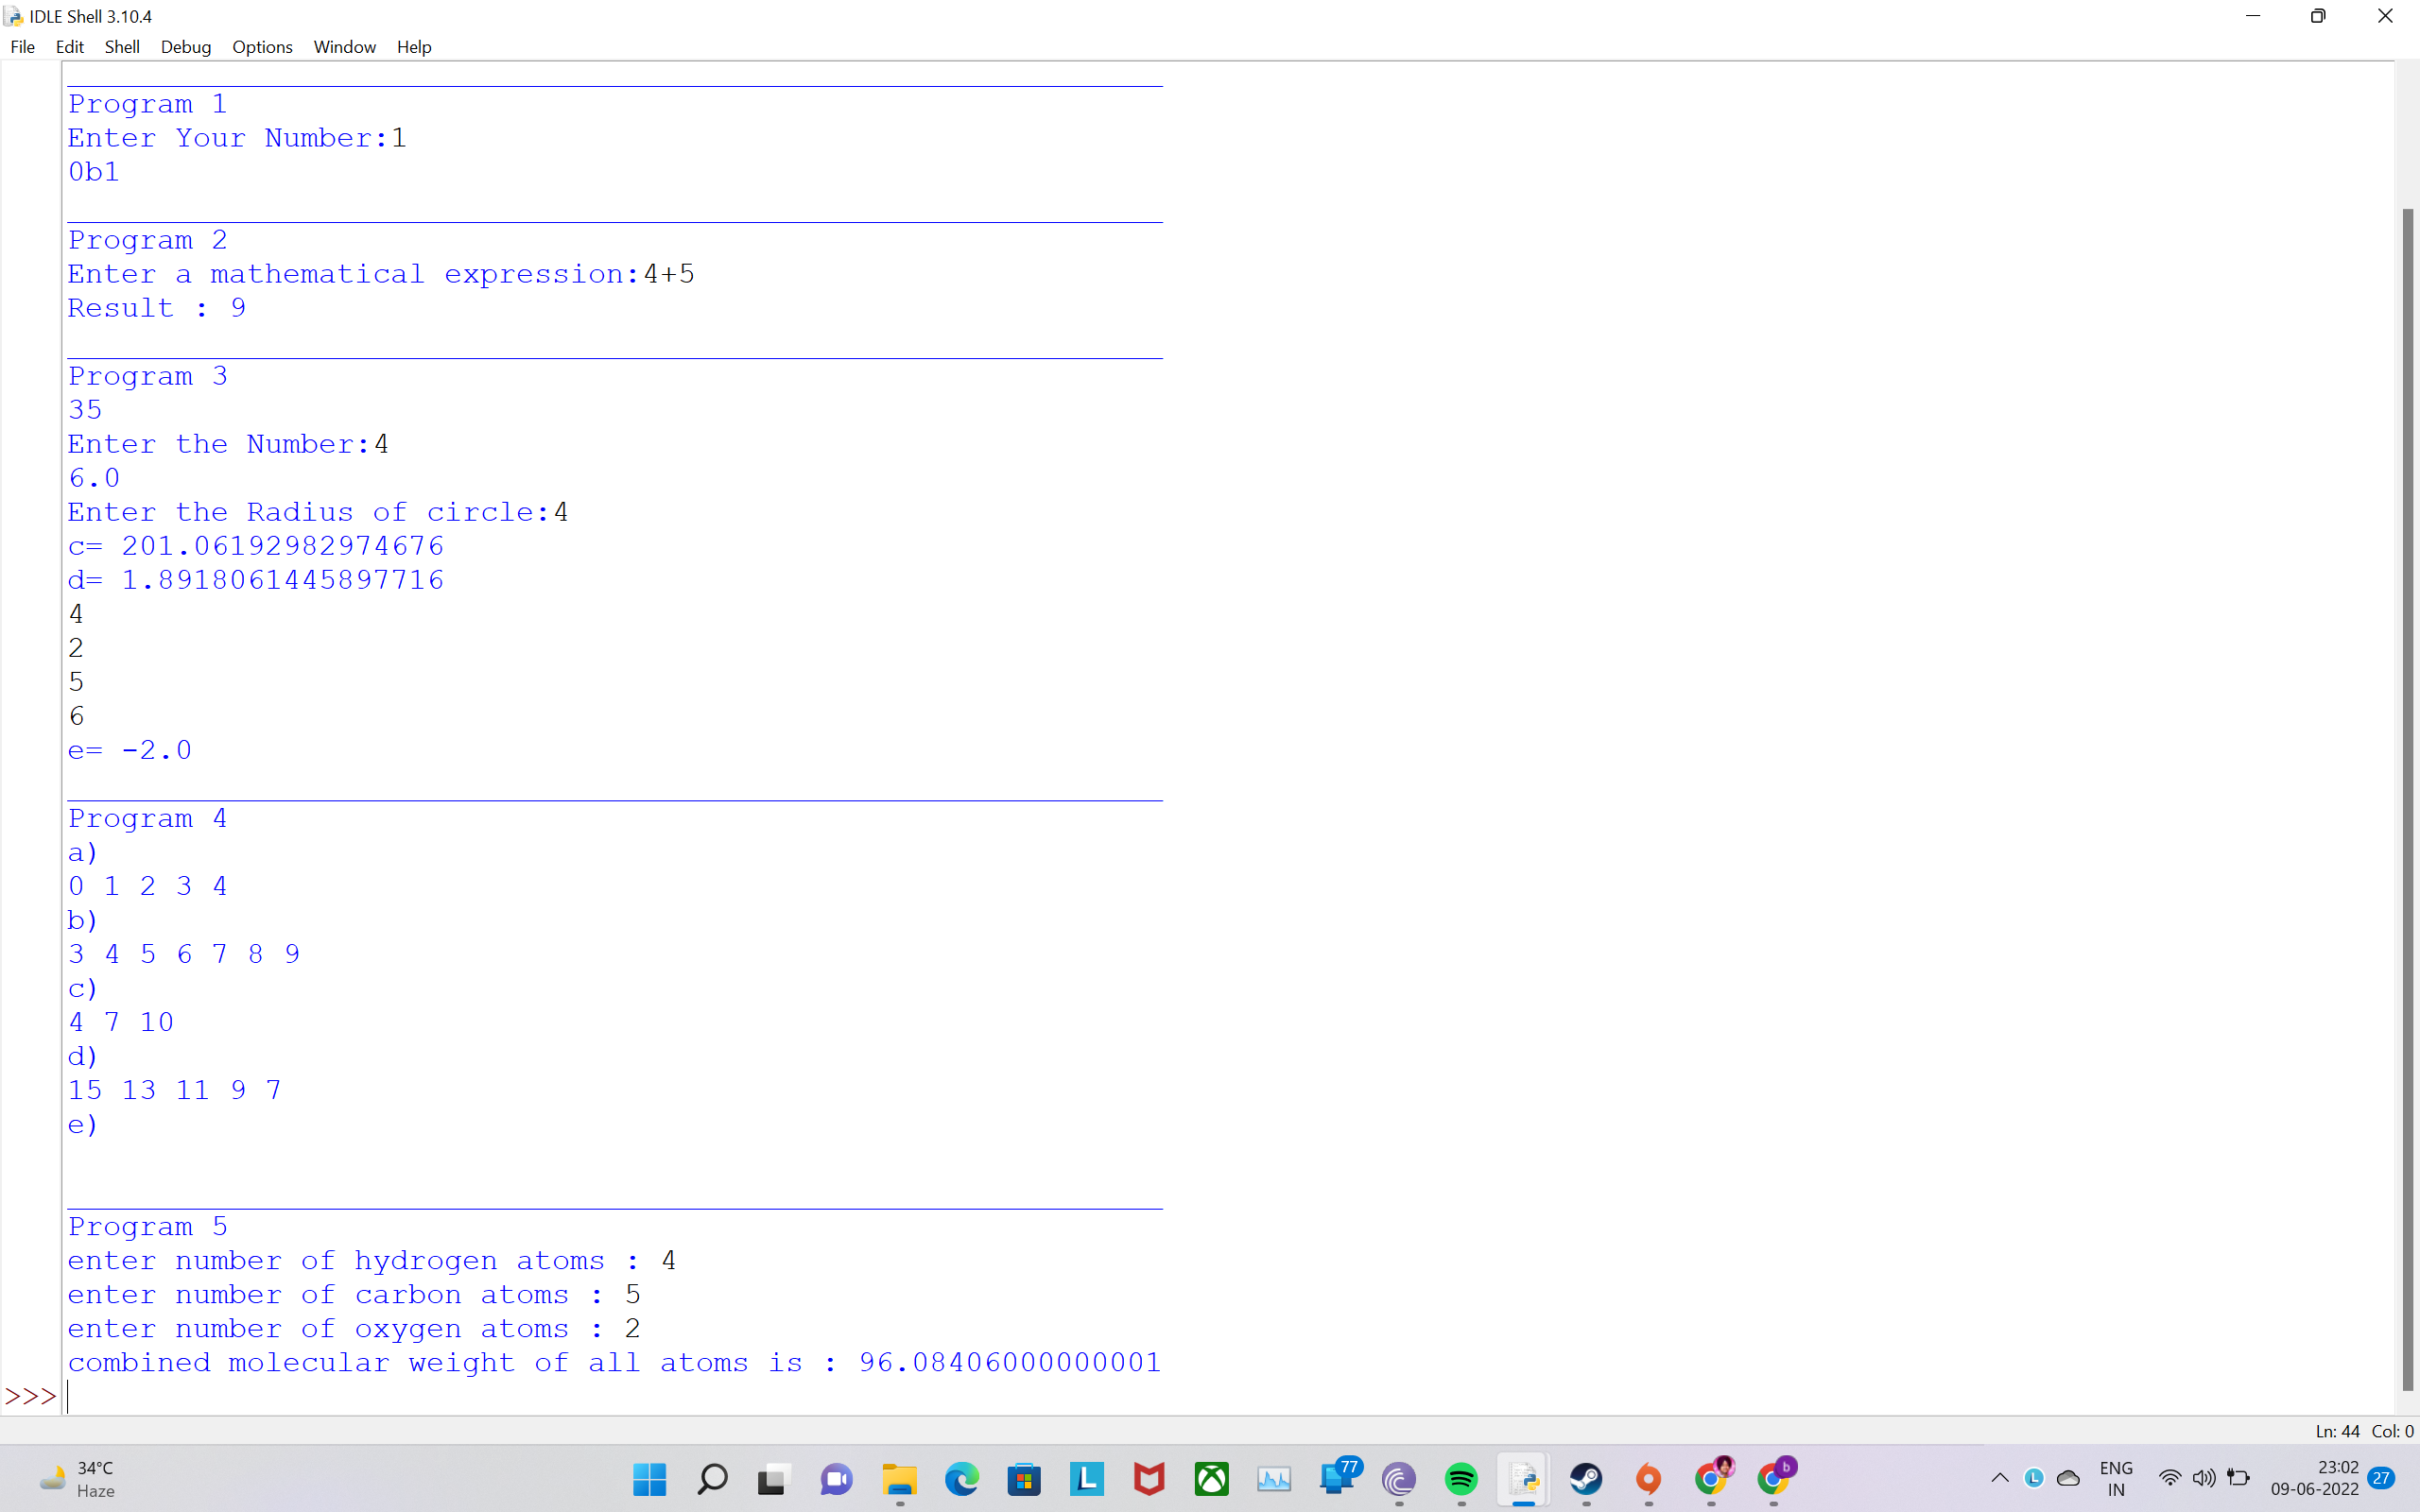 IDLE Shell 3.10.4
File Edit Shell Debug Options Window Help
Program 1
Enter Your Number:1
0b1
Program 2
Enter a mathematical expression:4+5
Result : 9
Program 3
35
Enter the Number:4
6.0
Enter the Radius of circle:4
c= 201.06192982974676
d= 1.8918061445897716
4
2
5
6
e= -2.0
Program 4
a)
0 1 2 3 4
b)
3 4 5 6 7 8 9
c)
4 7 10
d)
15 13 11 9 7
e)
Program 5
enter number of hydrogen atoms : 4
enter number of carbon atoms : 5
enter number of oxygen atoms : 2
combined molecular weight of all atoms is : 96.08406000000001
>>>
Ln: 44 Col: 0
34°C
Haze
L
77
b
L
ENG
IN
23:02
09-06-2022
27